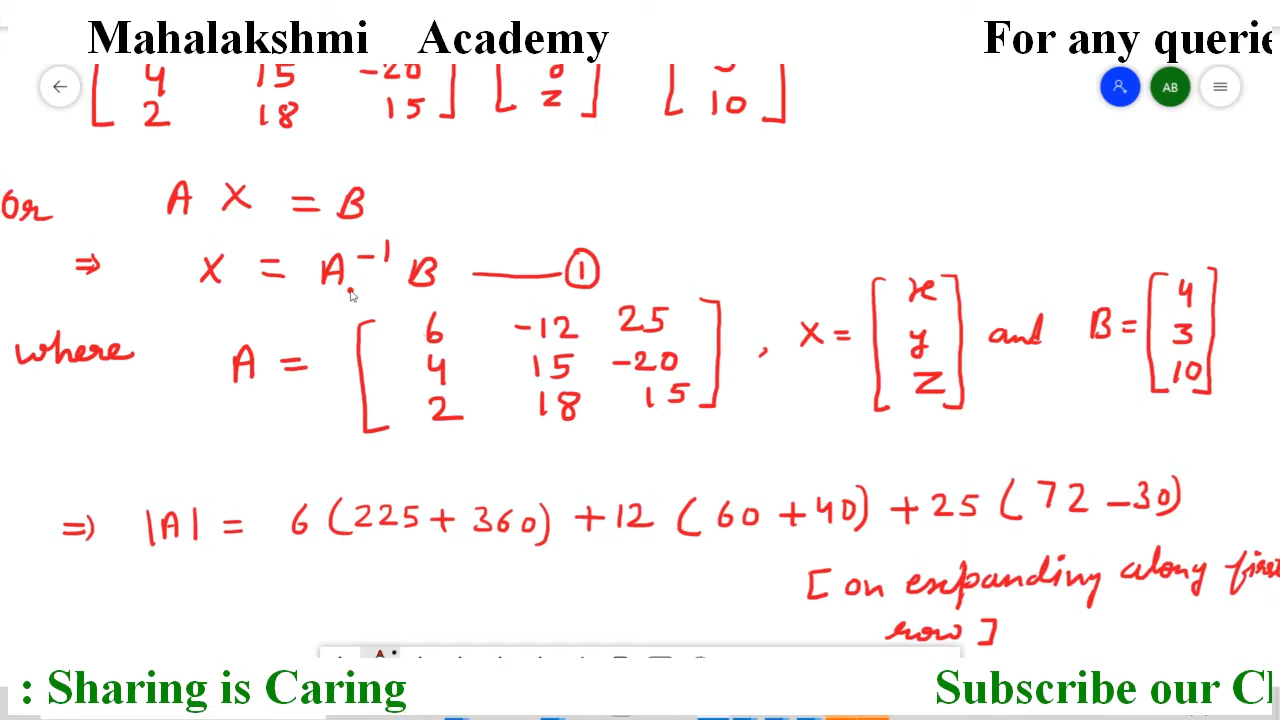 Mahalakshmi Academy For any querie
4 15 -20
2 18 15 z 10
AB
Or A X = B
⇒ X = A⁻¹ B —— ①
where A = [ 6 -12 25
4 15 -20
2 18 15 ] , X = [ x
y
z ] and B = [ 4
3
10 ]
⇒ |A| = 6 (225 + 360) + 12 (60 + 40) + 25 (72 - 30)
[on expanding along first
row]
: Sharing is Caring Subscribe our Cl